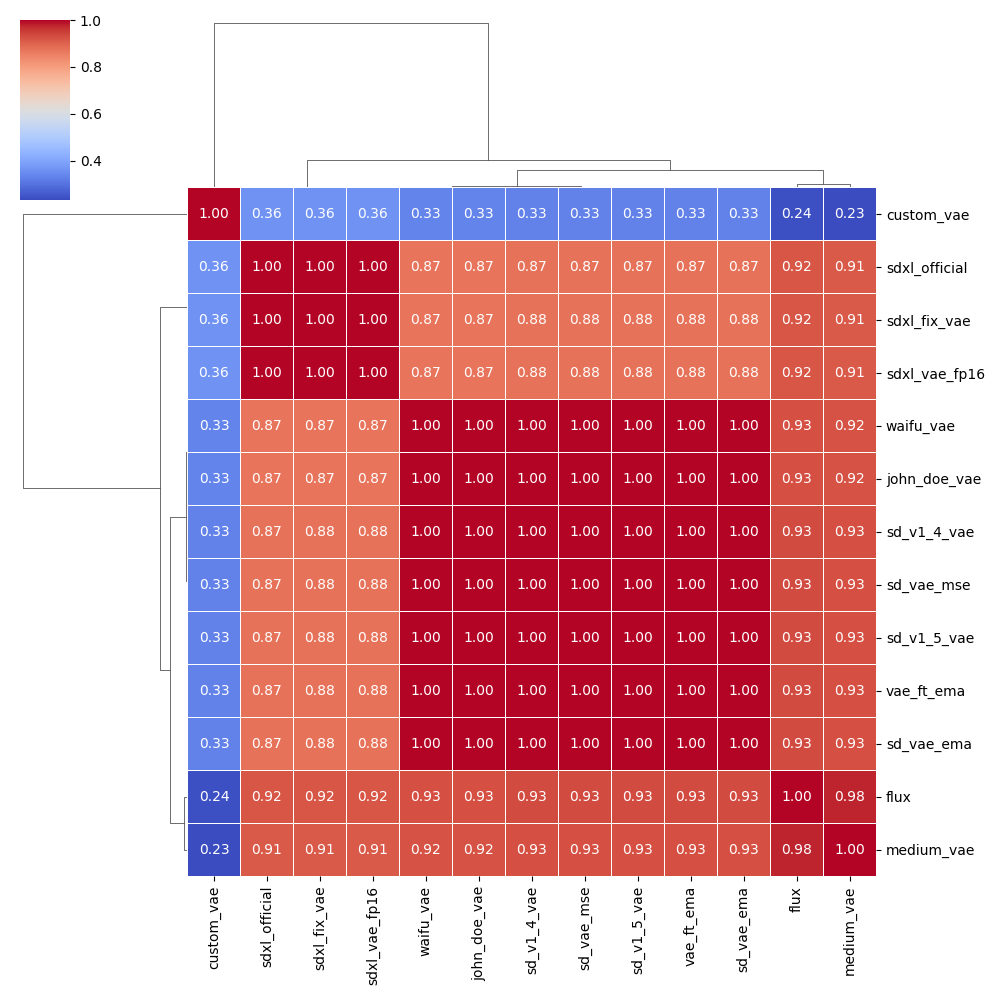 1.0
0.8
0.6
0.4
1.00 0.36 0.36 0.36 0.33 0.33 0.33 0.33 0.33 0.33 0.33 0.24 0.23 custom_vae
0.36 1.00 1.00 1.00 0.87 0.87 0.87 0.87 0.87 0.87 0.87 0.92 0.91 sdxl_official
0.36 1.00 1.00 1.00 0.87 0.87 0.88 0.88 0.88 0.88 0.88 0.92 0.91 sdxl_fix_vae
0.36 1.00 1.00 1.00 0.87 0.87 0.88 0.88 0.88 0.88 0.88 0.92 0.91 sdxl_vae_fp16
0.33 0.87 0.87 0.87 1.00 1.00 1.00 1.00 1.00 1.00 1.00 0.93 0.92 waifu_vae
0.33 0.87 0.87 0.87 1.00 1.00 1.00 1.00 1.00 1.00 1.00 0.93 0.92 john_doe_vae
0.33 0.87 0.88 0.88 1.00 1.00 1.00 1.00 1.00 1.00 1.00 0.93 0.93 sd_v1_4_vae
0.33 0.87 0.88 0.88 1.00 1.00 1.00 1.00 1.00 1.00 1.00 0.93 0.93 sd_vae_mse
0.33 0.87 0.88 0.88 1.00 1.00 1.00 1.00 1.00 1.00 1.00 0.93 0.93 sd_v1_5_vae
0.33 0.87 0.88 0.88 1.00 1.00 1.00 1.00 1.00 1.00 1.00 0.93 0.93 vae_ft_ema
0.33 0.87 0.88 0.88 1.00 1.00 1.00 1.00 1.00 1.00 1.00 0.93 0.93 sd_vae_ema
0.24 0.92 0.92 0.92 0.93 0.93 0.93 0.93 0.93 0.93 0.93 1.00 0.98 flux
0.23 0.91 0.91 0.91 0.92 0.92 0.93 0.93 0.93 0.93 0.93 0.98 1.00 medium_vae
custom_vae
sdxl_official
sdxl_fix_vae
sdxl_vae_fp16
waifu_vae
john_doe_vae
sd_v1_4_vae
sd_vae_mse
sd_v1_5_vae
vae_ft_ema
sd_vae_ema
flux
medium_vae